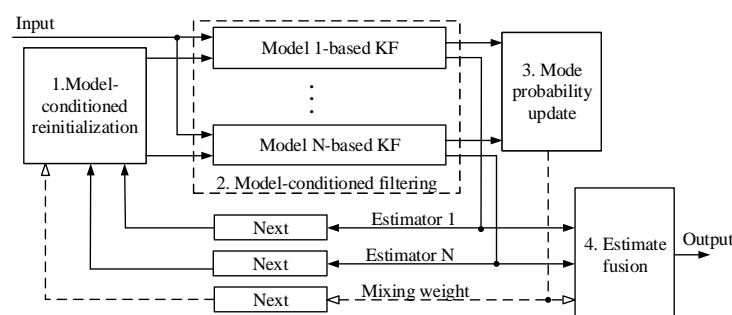 Input
Model 1-based KF
1.Model-
conditioned
reinitialization
3. Mode
probability
update
Model N-based KF
2. Model-conditioned filtering
Next
Estimator 1
4. Estimate
fusion
Output
Next
Estimator N
Next
Mixing weight